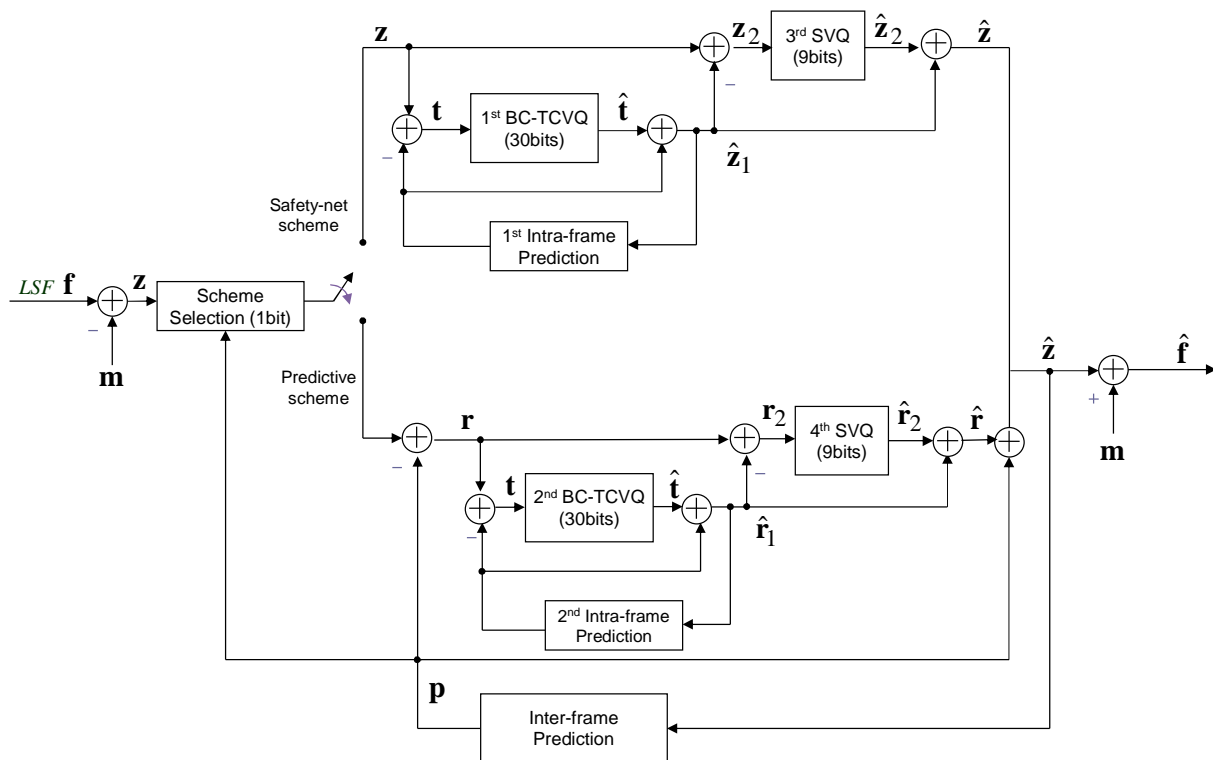 z
z₂
3rd SVQ
(9bits)
ẑ₂
ẑ
t
1st BC-TCVQ
(30bits)
t̂
−
−
ẑ₁
Safety-net
scheme
1st Intra-frame
Prediction
LSF f
z
Scheme
Selection (1bit)
−
m
Predictive
scheme
ẑ
f̂
+
m
r
r₂
4th SVQ
(9bits)
r̂₂
r̂
−
−
t
2nd BC-TCVQ
(30bits)
t̂
−
r̂₁
2nd Intra-frame
Prediction
p
Inter-frame
Prediction